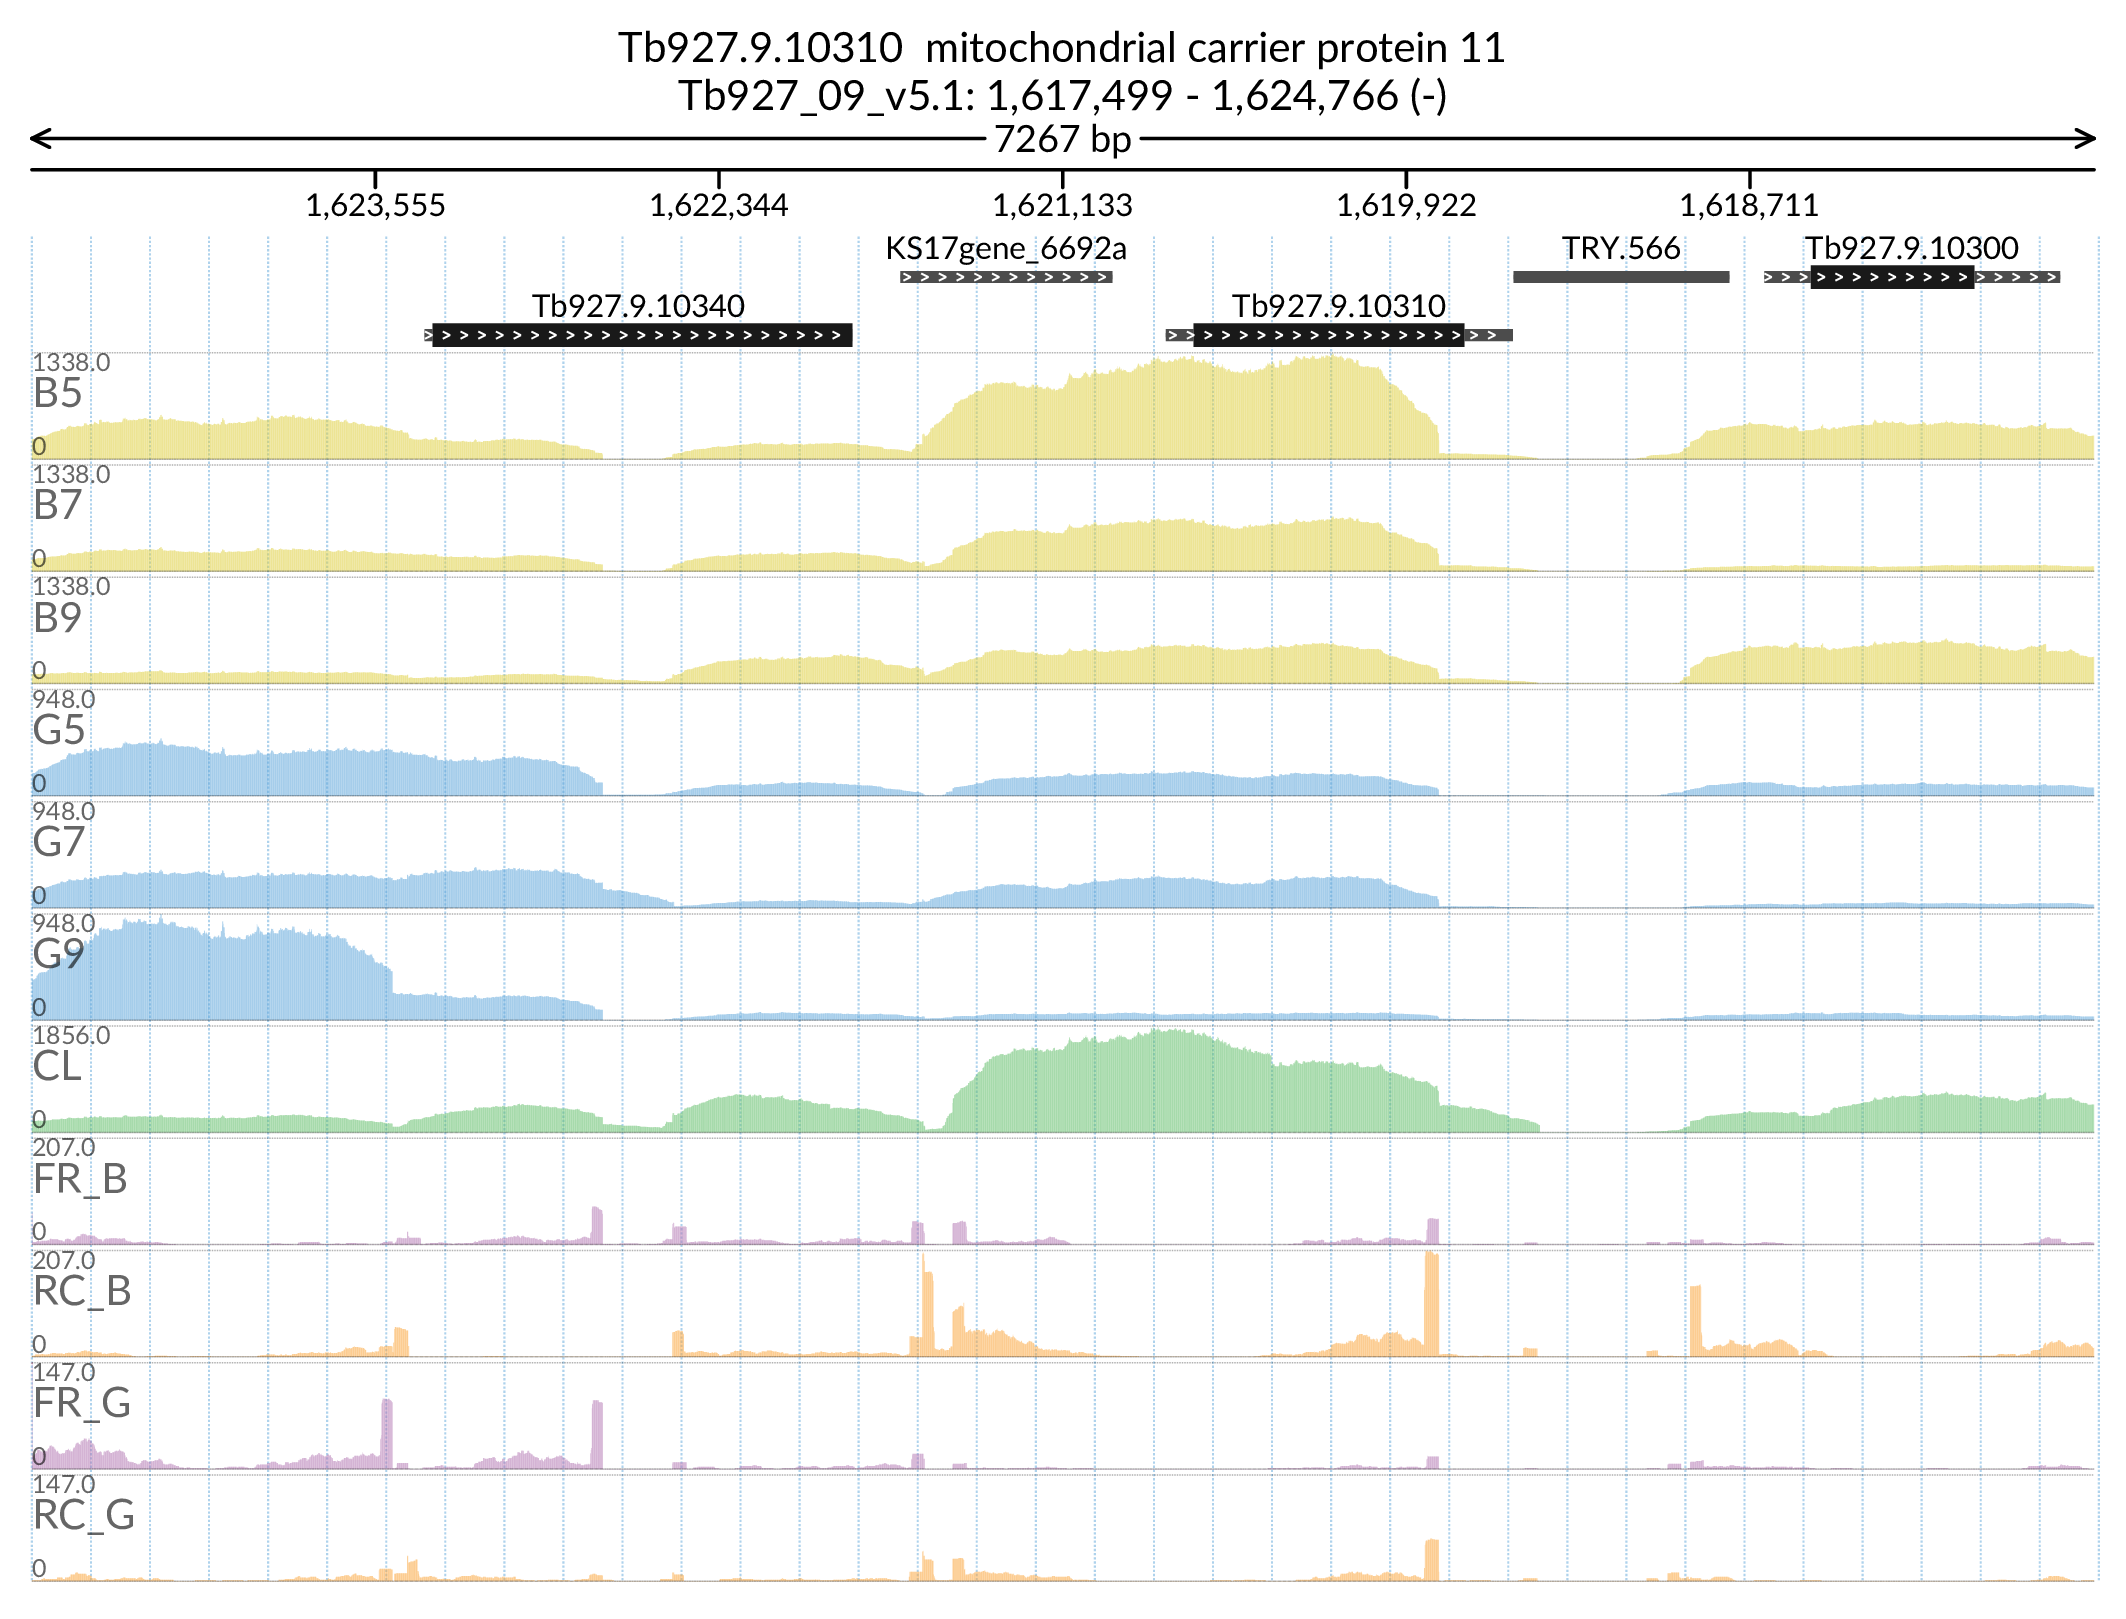 Tb927.9.10310  mitochondrial carrier protein 11
Tb927_09_v5.1: 1,617,499 - 1,624,766 (-)
7267 bp
1,623,555 1,622,344 1,621,133 1,619,922 1,618,711
KS17gene_6692a TRY.566 Tb927.9.10300
Tb927.9.10340 Tb927.9.10310
1338.0
B5
0
1338.0
B7
0
1338.0
B9
0
948.0
G5
0
948.0
G7
0
948.0
G9
0
1856.0
CL
0
207.0
FR_B
0
207.0
RC_B
0
147.0
FR_G
0
147.0
RC_G
0